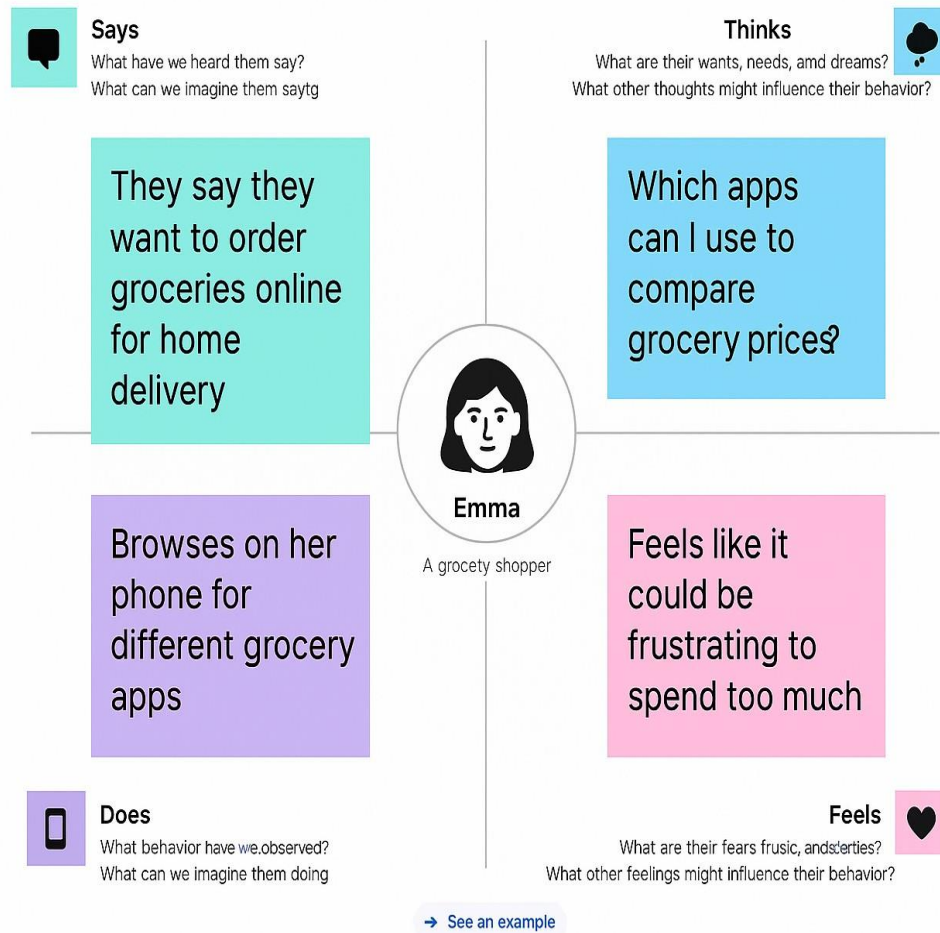 Says
What have we heard them say?
What can we imagine them saytg
Thinks
What are their wants, needs, amd dreams?
What other thoughts might influence their behavior?
They say they
want to order
groceries online
for home
delivery
Which apps
can I use to
compare
grocery prices?
Emma
A grocety shopper
Browses on her
phone for
different grocery
apps
Feels like it
could be
frustrating to
spend too much
Does
What behavior have we.observed?
What can we imagine them doing
Feels
What are their fears frusic,
What other feelings might influence their behavior?
→ See an example